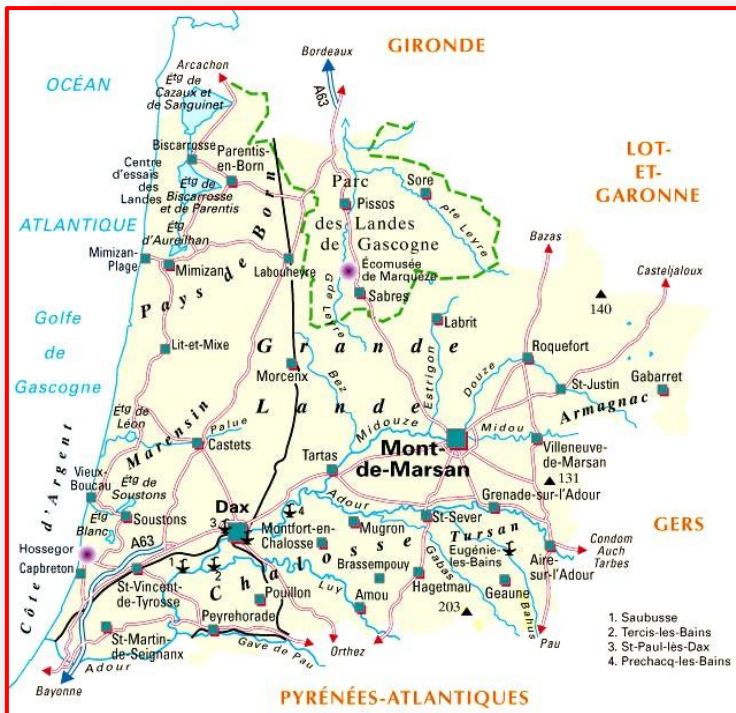 GIRONDE
Bordeaux
A63
Arcachon
OCÉAN
Étg de
Cazaux et
de Sanguinet
Biscarrosse
Parentis-
en-Born
Centre
d'essais
des
Landes
Étg de
Biscarrosse
et de Parentis
LOT-
ET-
GARONNE
Parc
des Landes
de
Gascogne
Pissos
Sore
Pte Leyre
ATLANTIQUE
Étg
d'Aureilhan
Mimizan-
Plage
Mimizan
Pays de Born
Labouheyre
Écomusée
de Marquèze
Sabres
Gde Leyre
Bazas
Casteljaloux
140
Golfe
de
Gascogne
Lit-et-Mixe
Grande
Lande
Labrit
Morcenx
Bez
Estrigon
Douze
Roquefort
St-Justin
Gabarret
Armagnac
Étg de
Léon
Marensin
Palue
Castets
Midouze
Mont-
de-Marsan
Midou
Villeneuve-
de-Marsan
Tartas
131
Côte d'Argent
Vieux-
Boucau
Étg de
Soustons
Étg
Blanc
Soustons
Dax
3
4
Adour
Grenade-sur-l'Adour
Montfort-en-
Chalosse
Mugron
St-Sever
Tursan
GERS
Hossegor
Capbreton
A63
1
2
Chalosse
Brassempouy
Gabas
Eugénie-
les-Bains
Aire-
sur-l'Adour
Condom
Auch
Tarbes
St-Vincent-
de-Tyrosse
Luy
Pouillon
Amou
Hagetmau
Geaune
Bahus
203
St-Martin-
de-Seignanx
Peyrehorade
Adour
Gave de Pau
Orthez
Pau
Bayonne
1. Saubusse
2. Tercis-les-Bains
3. St-Paul-lès-Dax
4. Prechacq-les-Bains
PYRÉNÉES-ATLANTIQUES